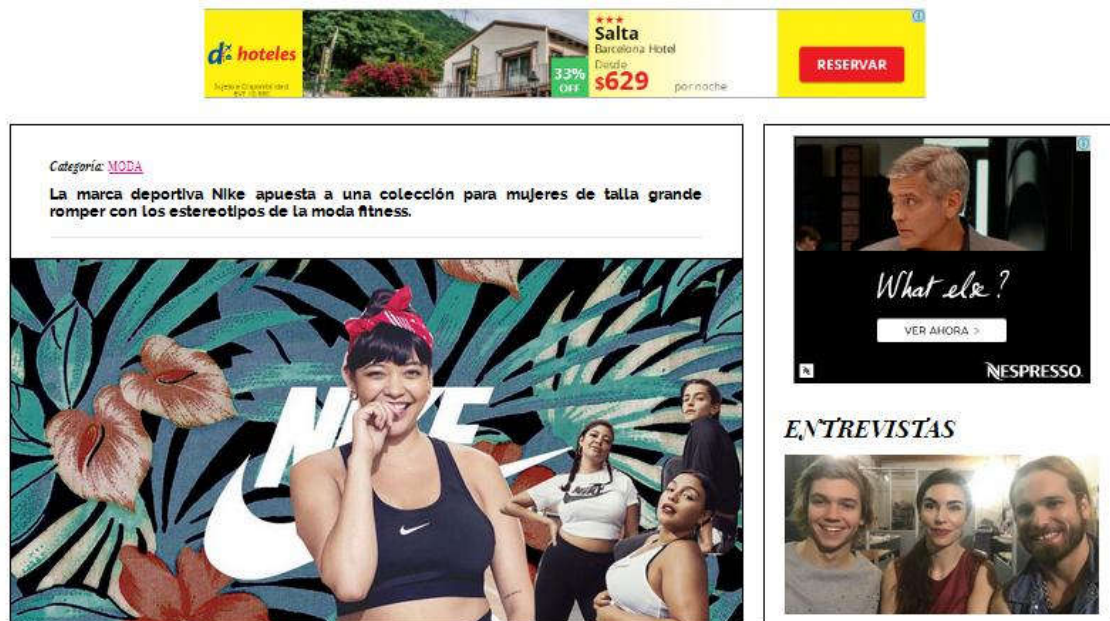 d hoteles
33%
OFF
Salta
Barcelona Hotel
Desde
$629 por noche
RESERVAR
Categoría: MODA
La marca deportiva Nike apuesta a una colección para mujeres de talla grande
romper con los estereotipos de la moda fitness.
NIKE
NIKE
What else?
VER AHORA >
NESPRESSO.
ENTREVISTAS